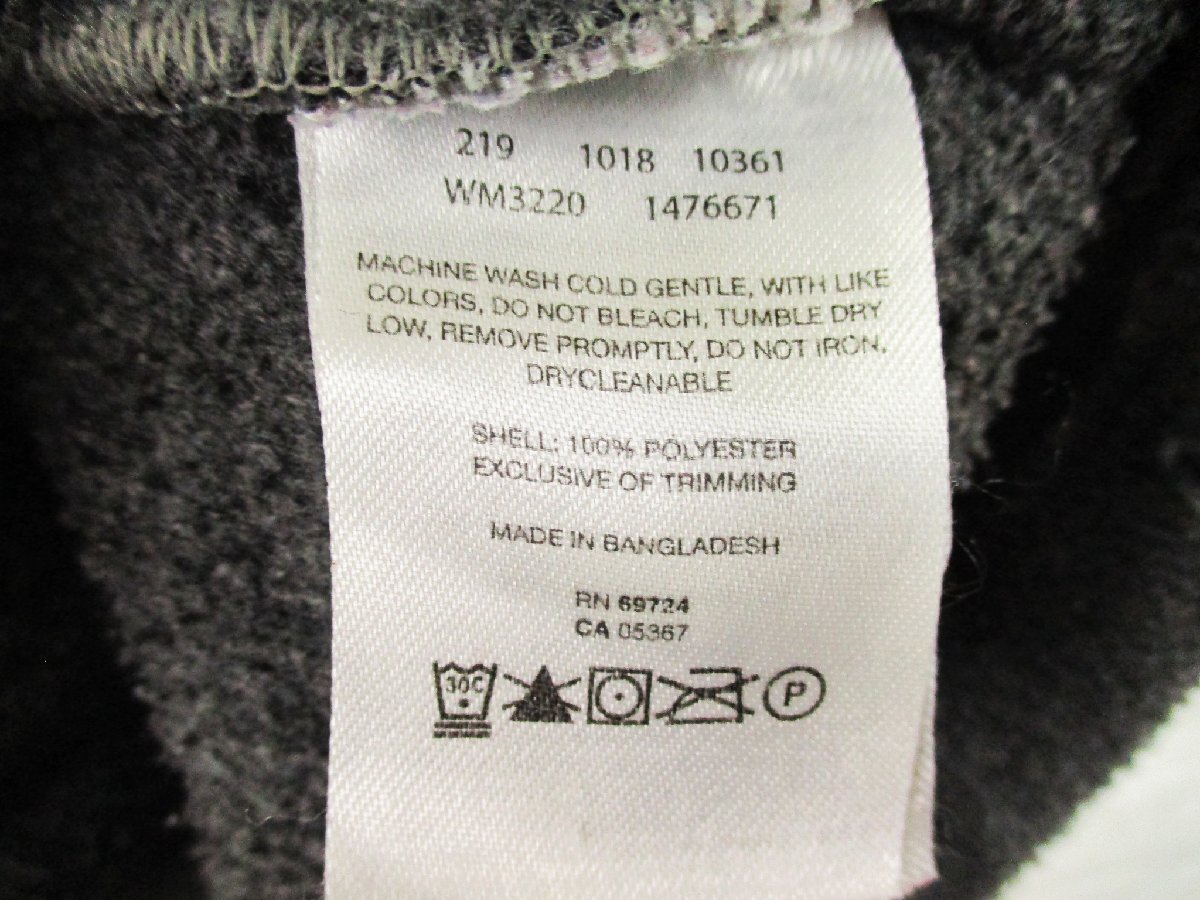 219 1018 10361
WM3220 1476671
MACHINE WASH COLD GENTLE, WITH LIKE
COLORS, DO NOT BLEACH, TUMBLE DRY
LOW, REMOVE PROMPTLY, DO NOT IRON,
DRYCLEANABLE
SHELL: 100% POLYESTER
EXCLUSIVE OF TRIMMING
MADE IN BANGLADESH
RN 69724
CA 05367
30C P